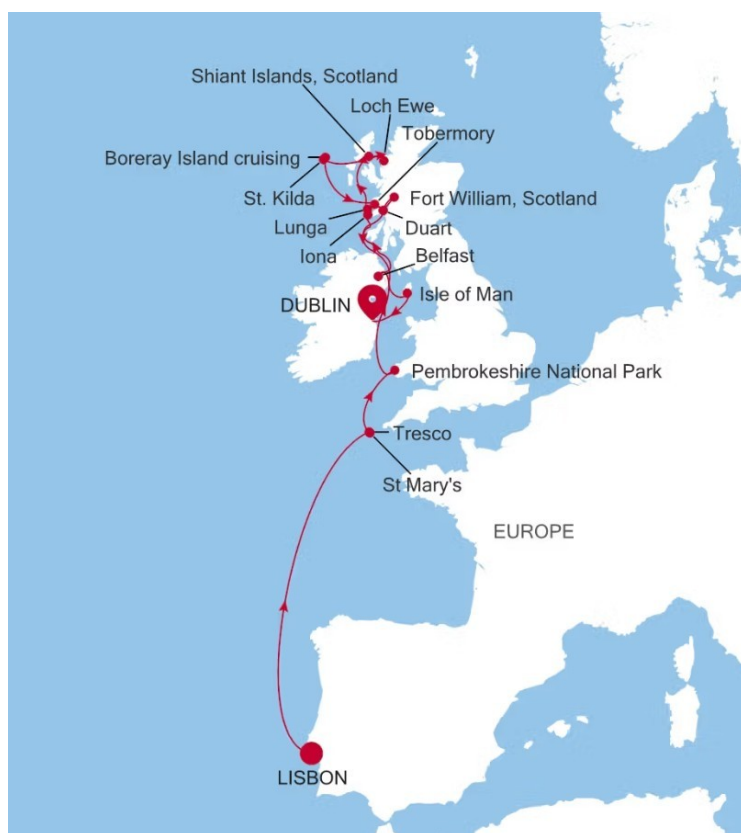 Shiant Islands, Scotland
Loch Ewe
Tobermory
Boreray Island cruising
St. Kilda
Fort William, Scotland
Lunga
Duart
Iona
Belfast
Isle of Man
DUBLIN
Pembrokeshire National Park
Tresco
St Mary's
EUROPE
LISBON